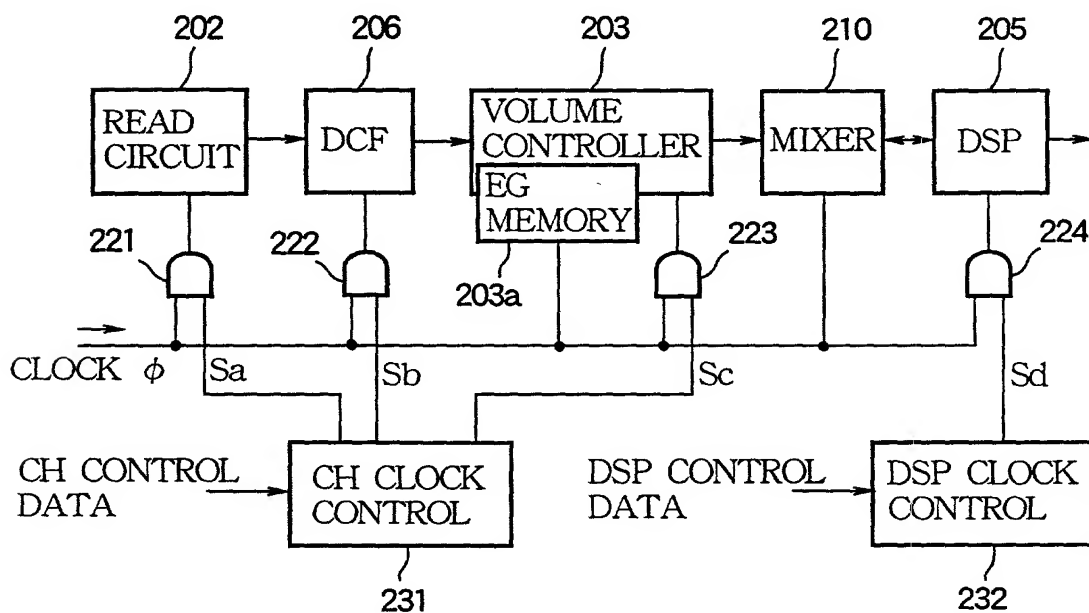 202
206
203
210
205
READ
CIRCUIT
DCF
VOLUME
CONTROLLER
EG
MEMORY
MIXER
DSP
221
222
203a
223
224
CLOCK ϕ
Sa
Sb
Sc
Sd
CH CONTROL
DATA
CH CLOCK
CONTROL
DSP CONTROL
DATA
DSP CLOCK
CONTROL
231
232